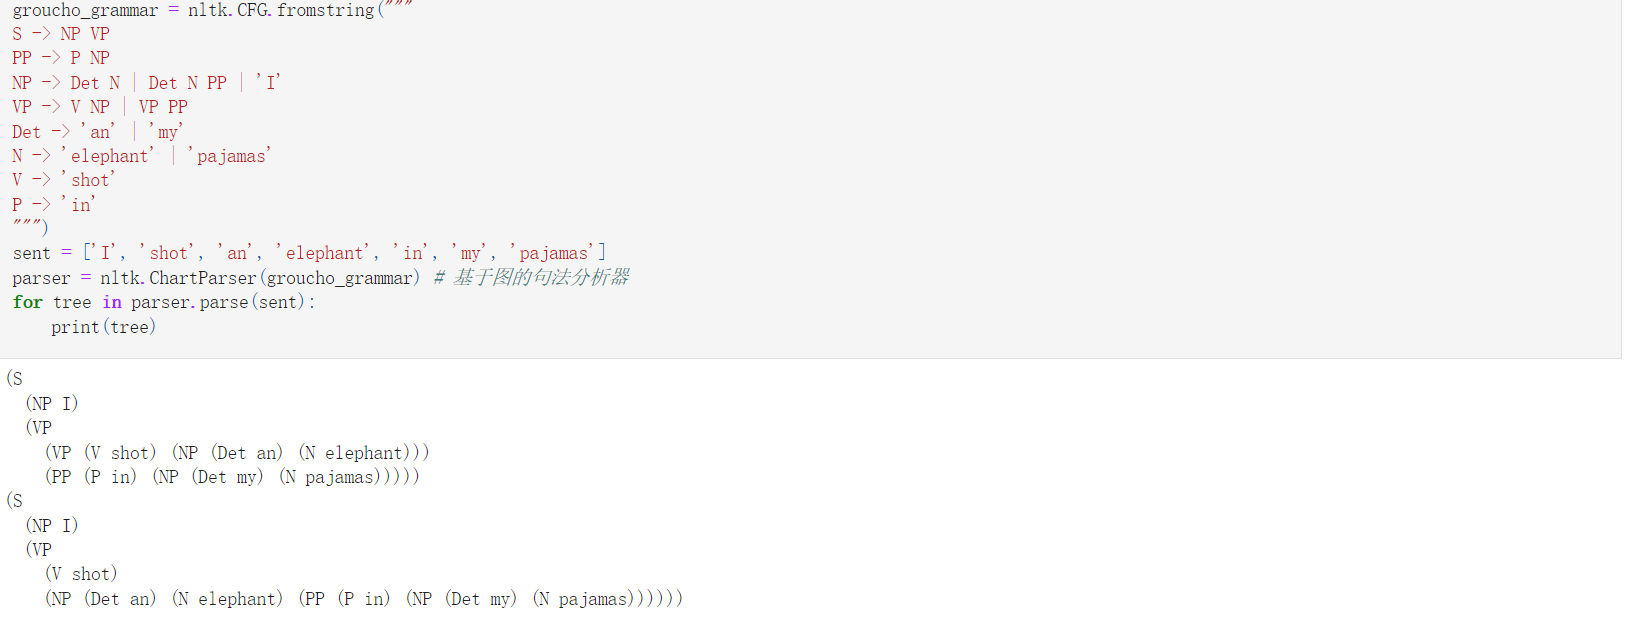 groucho_grammar = nltk.CFG.fromstring("""
S -> NP VP
PP -> P NP
NP -> Det N | Det N PP | 'I'
VP -> V NP | VP PP
Det -> 'an' | 'my'
N -> 'elephant' | 'pajamas'
V -> 'shot'
P -> 'in'
""")
sent = ['I', 'shot', 'an', 'elephant', 'in', 'my', 'pajamas']
parser = nltk.ChartParser(groucho_grammar) # 基于图的句法分析器
for tree in parser.parse(sent):
    print(tree)
(S
  (NP I)
  (VP
    (VP (V shot) (NP (Det an) (N elephant)))
    (PP (P in) (NP (Det my) (N pajamas)))))
(S
  (NP I)
  (VP
    (V shot)
    (NP (Det an) (N elephant) (PP (P in) (NP (Det my) (N pajamas))))))